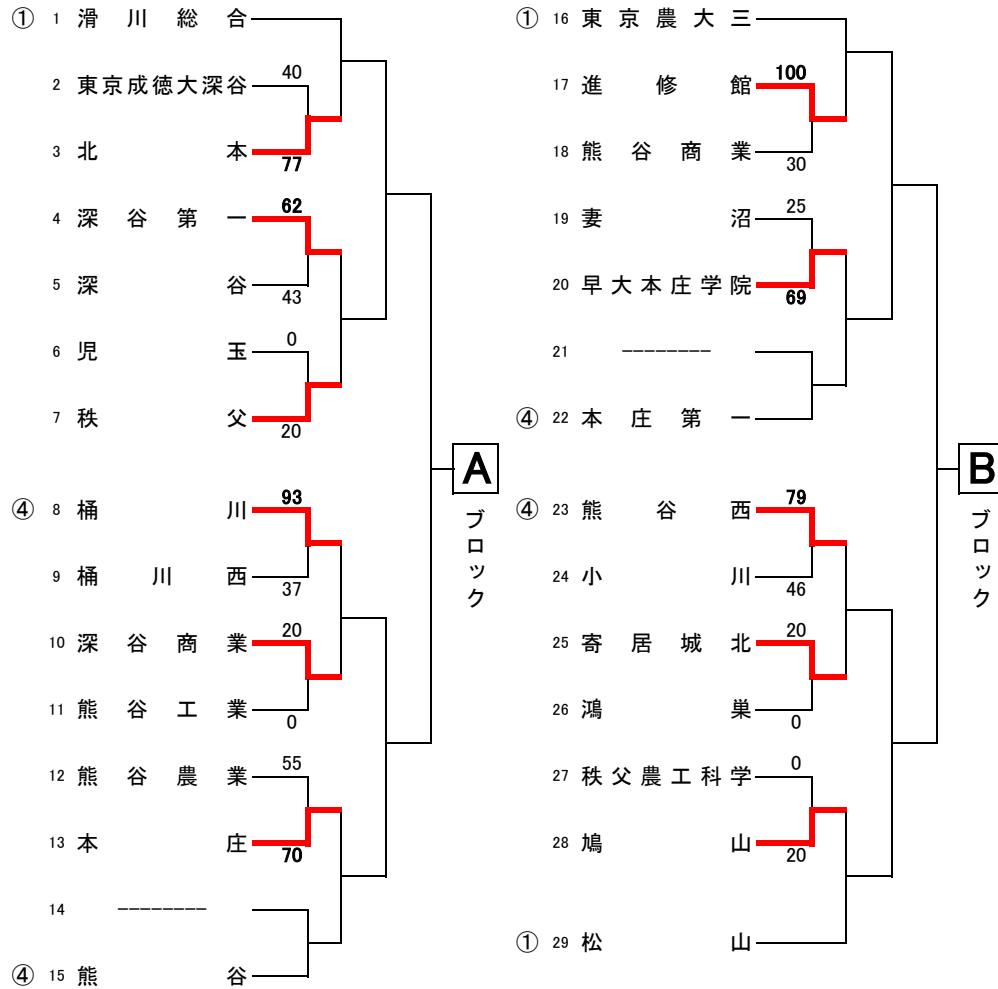 ① 1 滑川総合
40
2 東京成徳大深谷
3 北本
77
62
4 深谷第一
5 深谷
43
0
6 児玉
7 秩父
20
93
④ 8 桶川
9 桶川西
37
20
10 深谷商業
11 熊谷工業
0
55
12 熊谷農業
13 本庄
70
14 --------
④ 15 熊谷
A
ブロック
① 16 東京農大三
100
17 進修館
18 熊谷商業
30
25
19 妻沼
20 早大本庄学院
69
21 --------
④ 22 本庄第一
79
④ 23 熊谷西
24 小川
46
20
25 寄居城北
26 鴻巣
0
0
27 秩父農工科学
28 鳩山
20
① 29 松山
B
ブロック